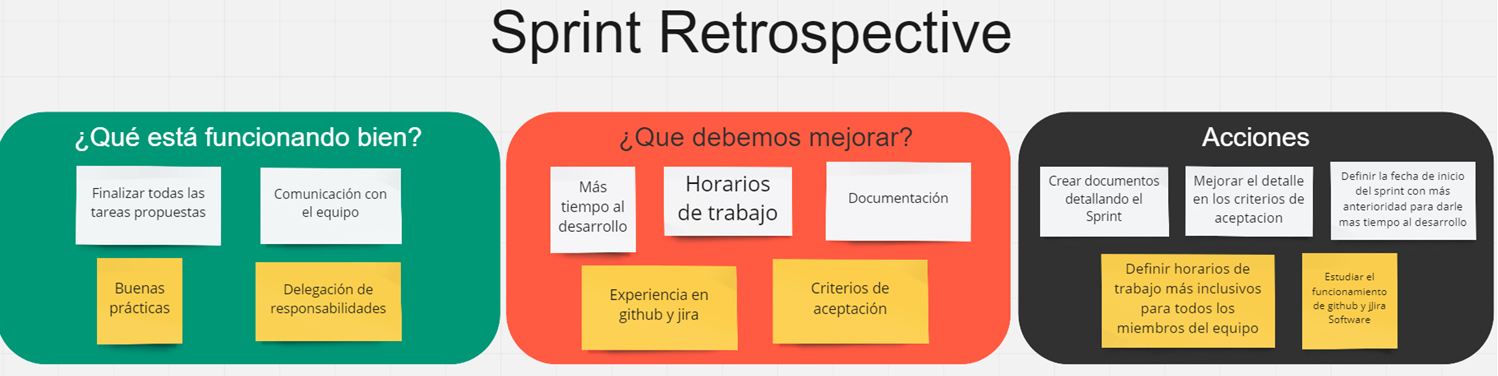 Sprint Retrospective
¿Qué está funcionando bien?
Finalizar todas las
tareas propuestas
Comunicación con
el equipo
Buenas
prácticas
Delegación de
responsabilidades
¿Que debemos mejorar?
Más
tiempo al
desarrollo
Horarios
de trabajo
Documentación
Experiencia en
github y jira
Criterios de
aceptación
Acciones
Crear documentos
detallando el
Sprint
Mejorar el detalle
en los criterios de
aceptacion
Definir la fecha de inicio
del sprint con más
anterioridad para darle
mas tiempo al desarrollo
Definir horarios de
trabajo más inclusivos
para todos los
miembros del equipo
Estudiar el
funcionamiento
de github y jJira
Software